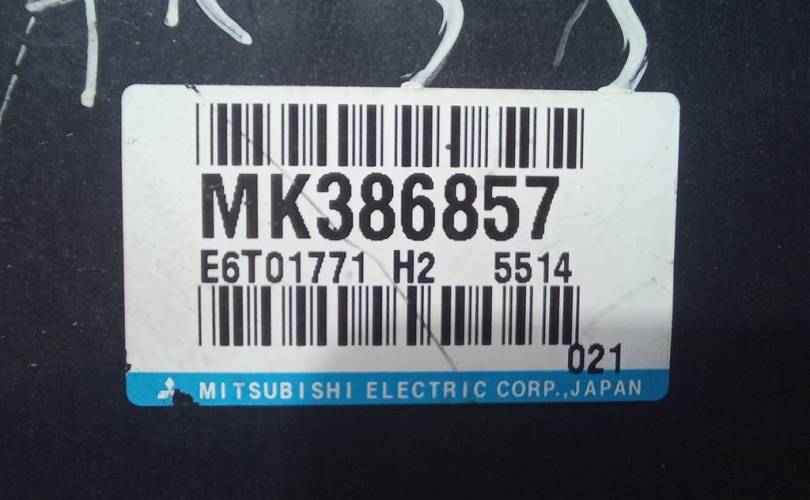 MK386857
E6T01771 H2 5514
021
MITSUBISHI ELECTRIC CORP.,JAPAN